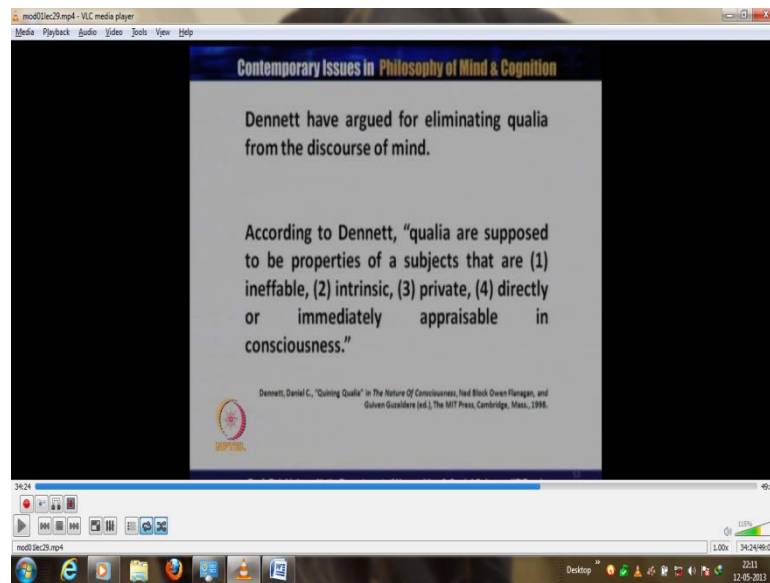 mod01lec29.mp4 - VLC media player
Media Playback Audio Video Tools View Help
Contemporary Issues in Philosophy of Mind & Cognition
Dennett have argued for eliminating qualia
from the discourse of mind.
According to Dennett, “qualia are supposed
to be properties of a subjects that are (1)
ineffable, (2) intrinsic, (3) private, (4) directly
or immediately appraisable in
consciousness.”
Dennett, Daniel C., "Quining Qualia" in The Nature Of Consciousness, Ned Block Owen Flanagan, and
Guiven Guzeldere (ed.), The MIT Press, Cambridge, Mass., 1998.
34:24
115%
mod01lec29.mp4 1.00x 34:24/49:0
Desktop 22:11
12-05-2013